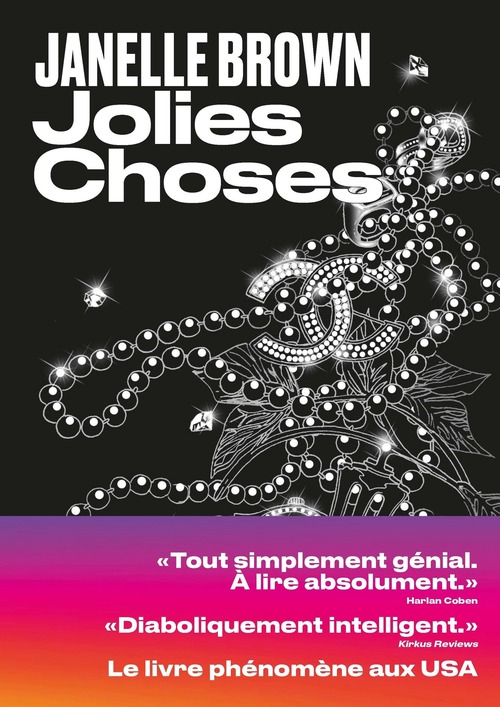 JANELLE BROWN
Jolies
Choses
«Tout simplement génial.
À lire absolument.»
Harlan Coben
«Diaboliquement intelligent.»
Kirkus Reviews
Le livre phénomène aux USA